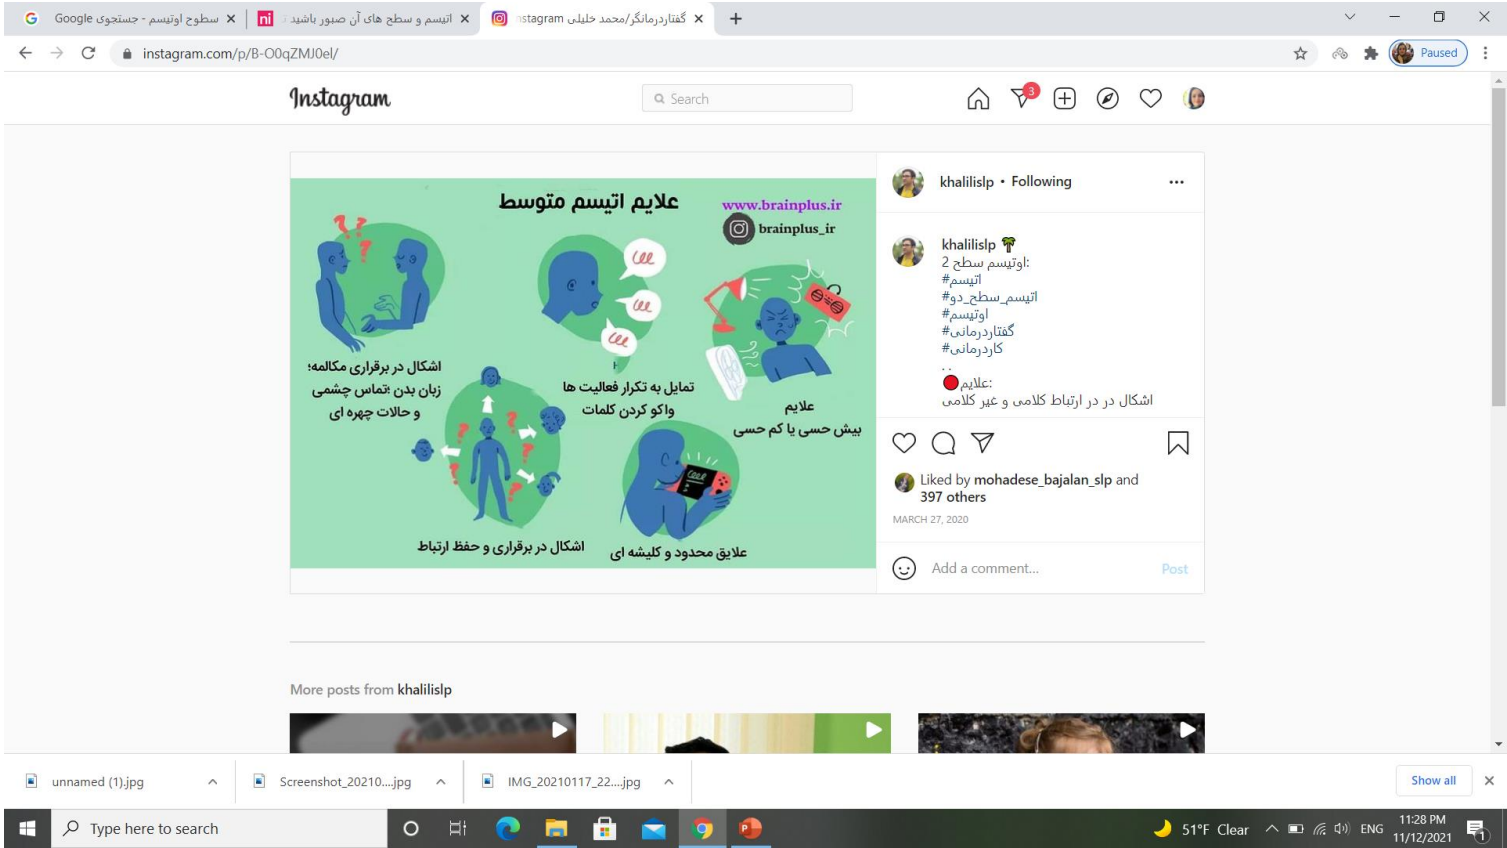 سطوح اوتیسم - جستجوی Google
اتیسم و سطح های آن صبور باشید
گفتاردرمانگر/محمد خلیلی
instagram.com/p/B-O0qZMJ0el/
Paused
Instagram
Search
3
علایم اتیسم متوسط
www.brainplus.ir
brainplus_ir
اشکال در برقراری مکالمه؛
زبان بدن ؛تماس چشمی
و حالات چهره ای
تمایل به تکرار فعالیت ها
واکو کردن کلمات
علایم
بیش حسی یا کم حسی
اشکال در برقراری و حفظ ارتباط
علایق محدود و کلیشه ای
khalilislp • Following
khalilislp
اوتیسم سطح 2:
#اتیسم
#اتیسم_سطح_دو
#اوتیسم
#گفتاردرمانی
#کاردرمانی
. .
علایم:
اشکال در در ارتباط کلامی و غیر کلامی
Liked by mohadese_bajalan_slp and
397 others
MARCH 27, 2020
Add a comment...
Post
More posts from khalilislp
unnamed (1).jpg
Screenshot_20210....jpg
IMG_20210117_22....jpg
Show all
Type here to search
51°F Clear
ENG
11:28 PM
11/12/2021
1